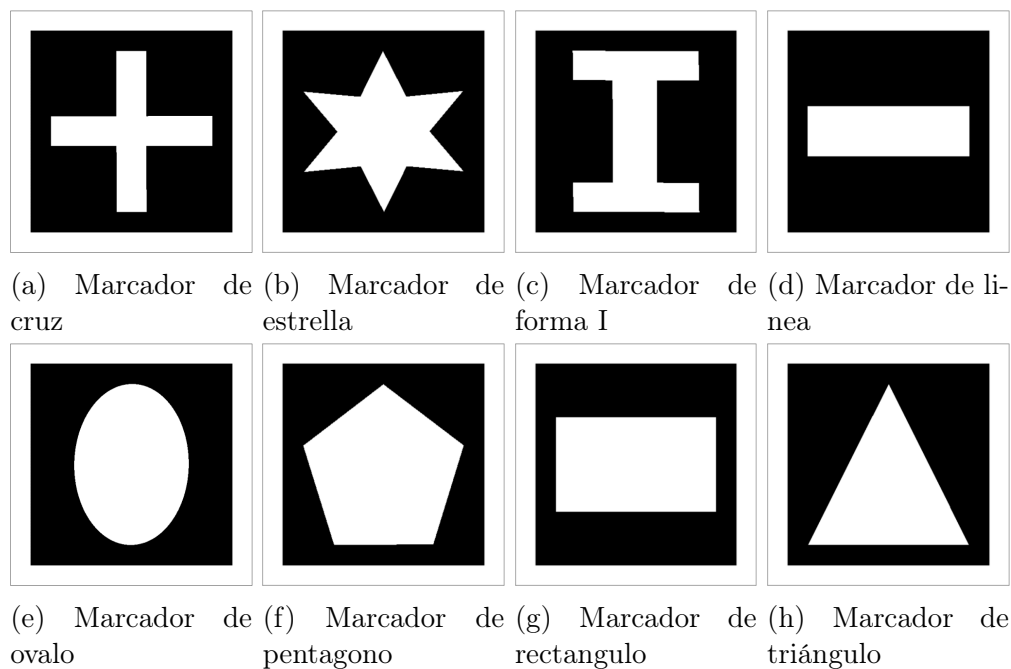 (a) Marcador de
cruz
(b) Marcador de
estrella
(c) Marcador de
forma I
(d) Marcador de li-
nea
(e) Marcador de
ovalo
(f) Marcador de
pentagono
(g) Marcador de
rectangulo
(h) Marcador de
triángulo